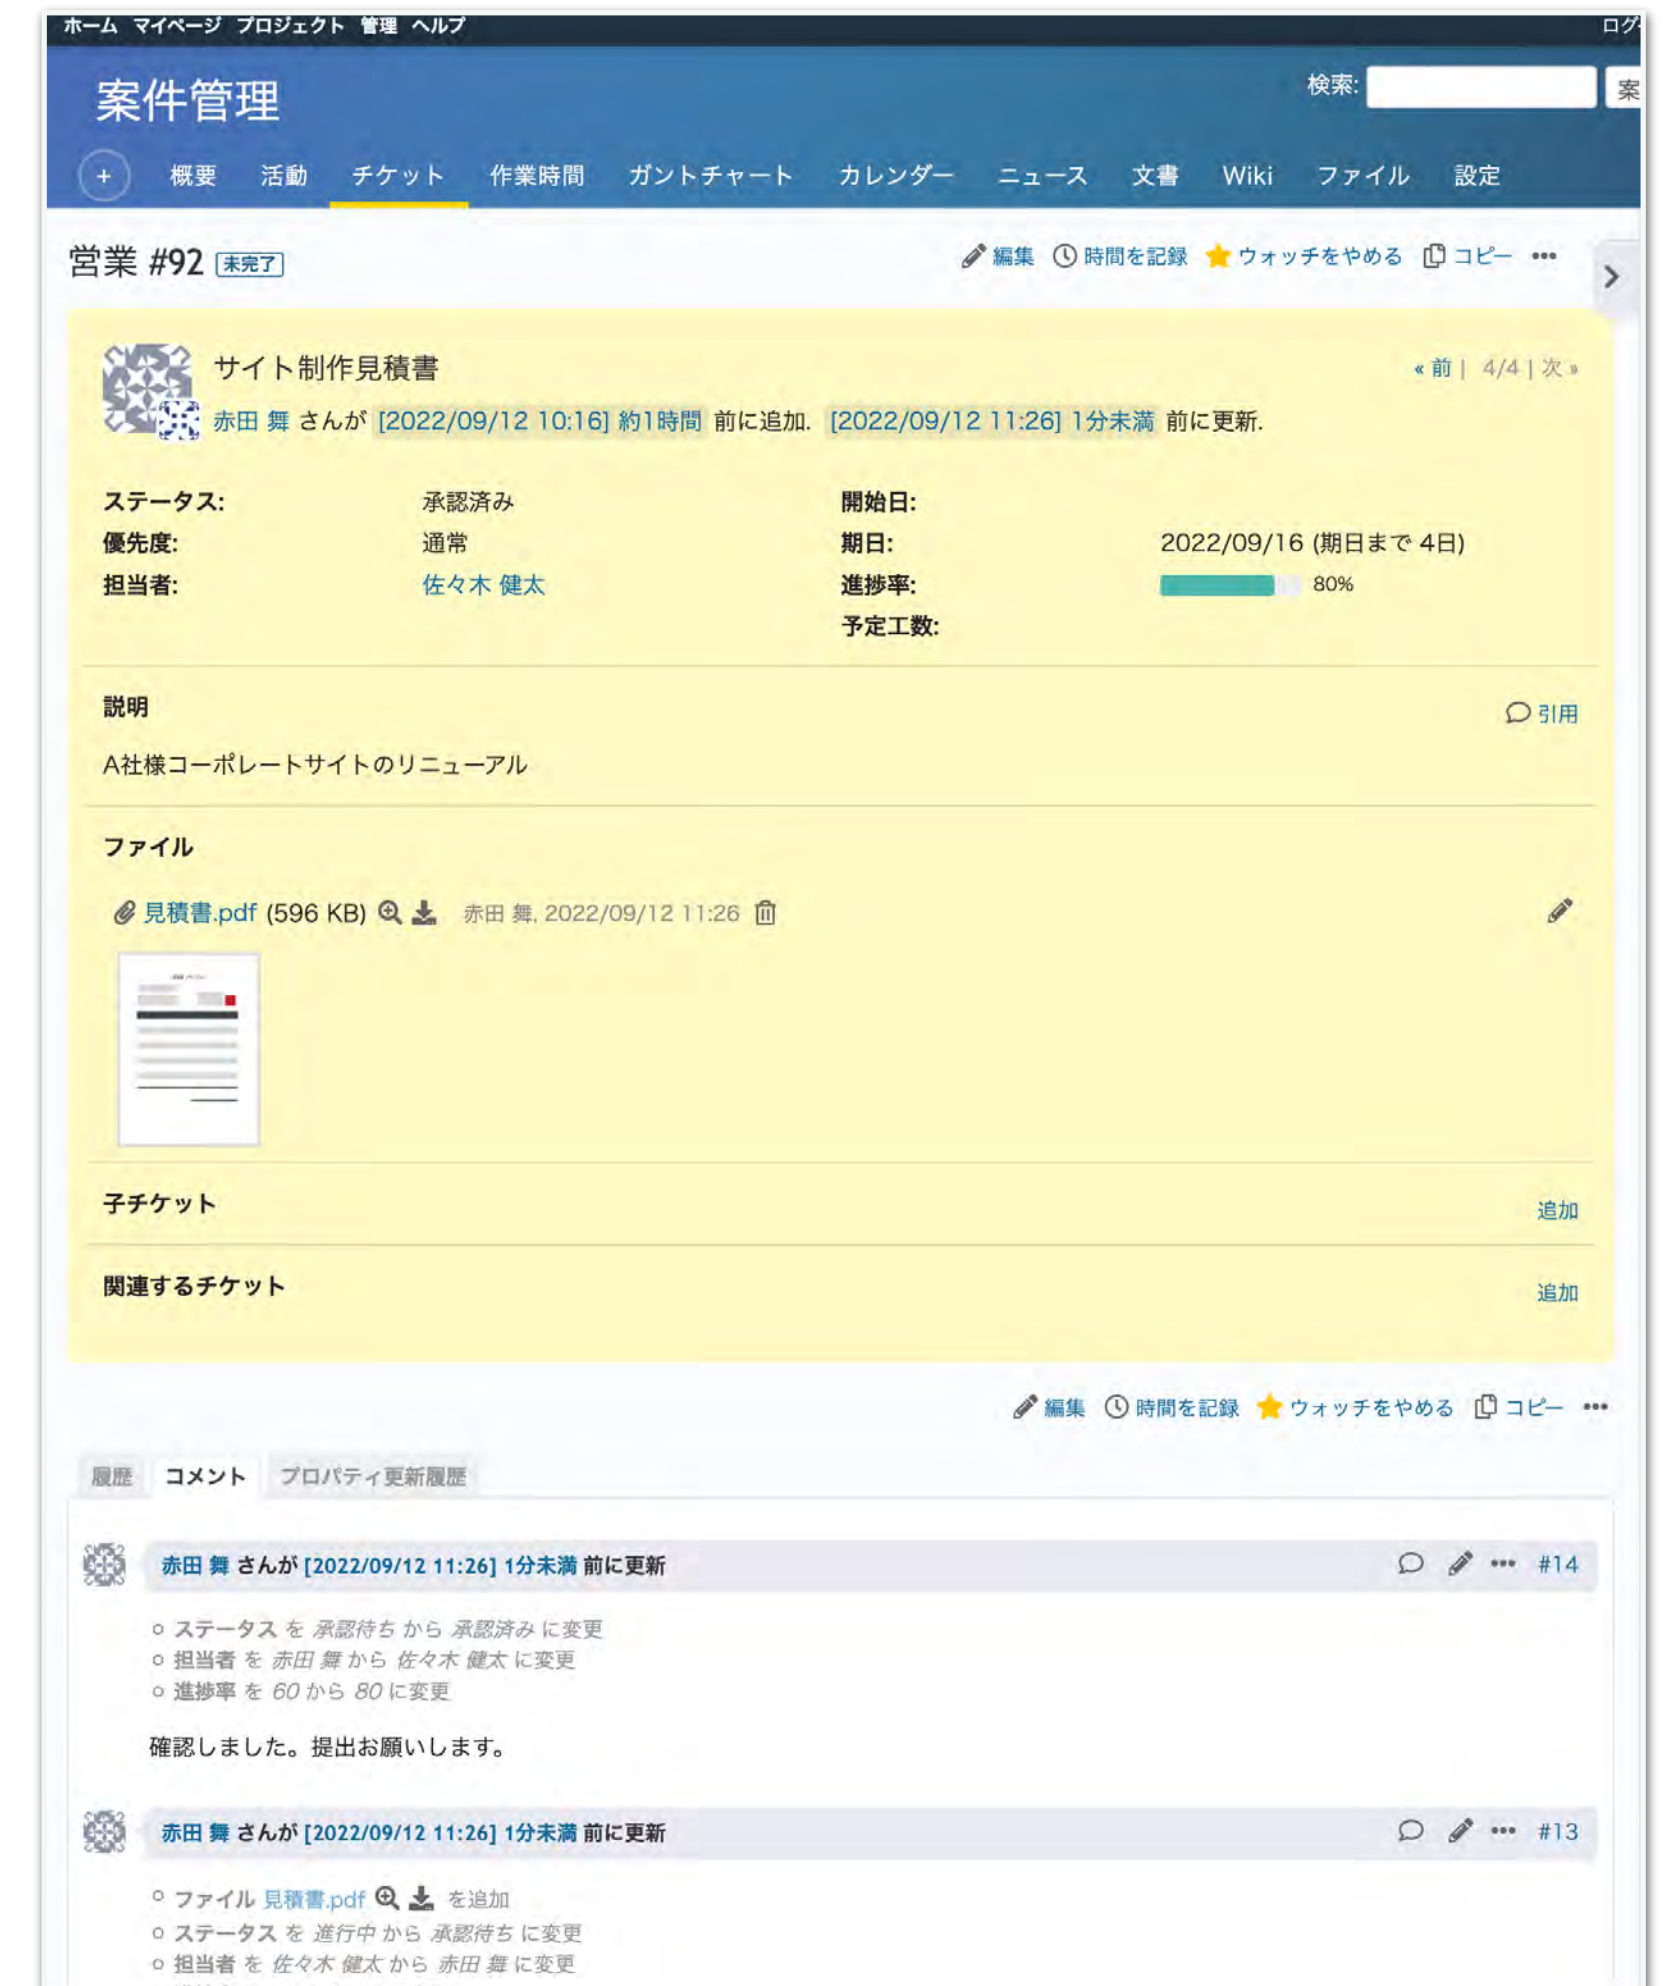 ホーム マイページ プロジェクト 管理 ヘルプ
ログ
案件管理
検索:
案
+ 概要 活動 チケット 作業時間 ガントチャート カレンダー ニュース 文書 Wiki ファイル 設定
営業 #92 未完了
編集 時間を記録 ウォッチをやめる コピー •••
サイト制作見積書
« 前 | 4/4 | 次 »
赤田 舞 さんが [2022/09/12 10:16] 約1時間 前に追加. [2022/09/12 11:26] 1分未満 前に更新.
ステータス: 承認済み 開始日:
優先度: 通常 期日: 2022/09/16 (期日まで 4日)
担当者: 佐々木 健太 進捗率: 80%
予定工数:
説明
引用
A社様コーポレートサイトのリニューアル
ファイル
見積書.pdf (596 KB) 赤田 舞, 2022/09/12 11:26
子チケット
追加
関連するチケット
追加
編集 時間を記録 ウォッチをやめる コピー •••
履歴 コメント プロパティ更新履歴
赤田 舞 さんが [2022/09/12 11:26] 1分未満 前に更新 ••• #14
ステータス を 承認待ち から 承認済み に変更
担当者 を 赤田 舞 から 佐々木 健太 に変更
進捗率 を 60 から 80 に変更
確認しました。提出お願いします。
赤田 舞 さんが [2022/09/12 11:26] 1分未満 前に更新 ••• #13
ファイル 見積書.pdf を追加
ステータス を 進行中 から 承認待ち に変更
担当者 を 佐々木 健太 から 赤田 舞 に変更